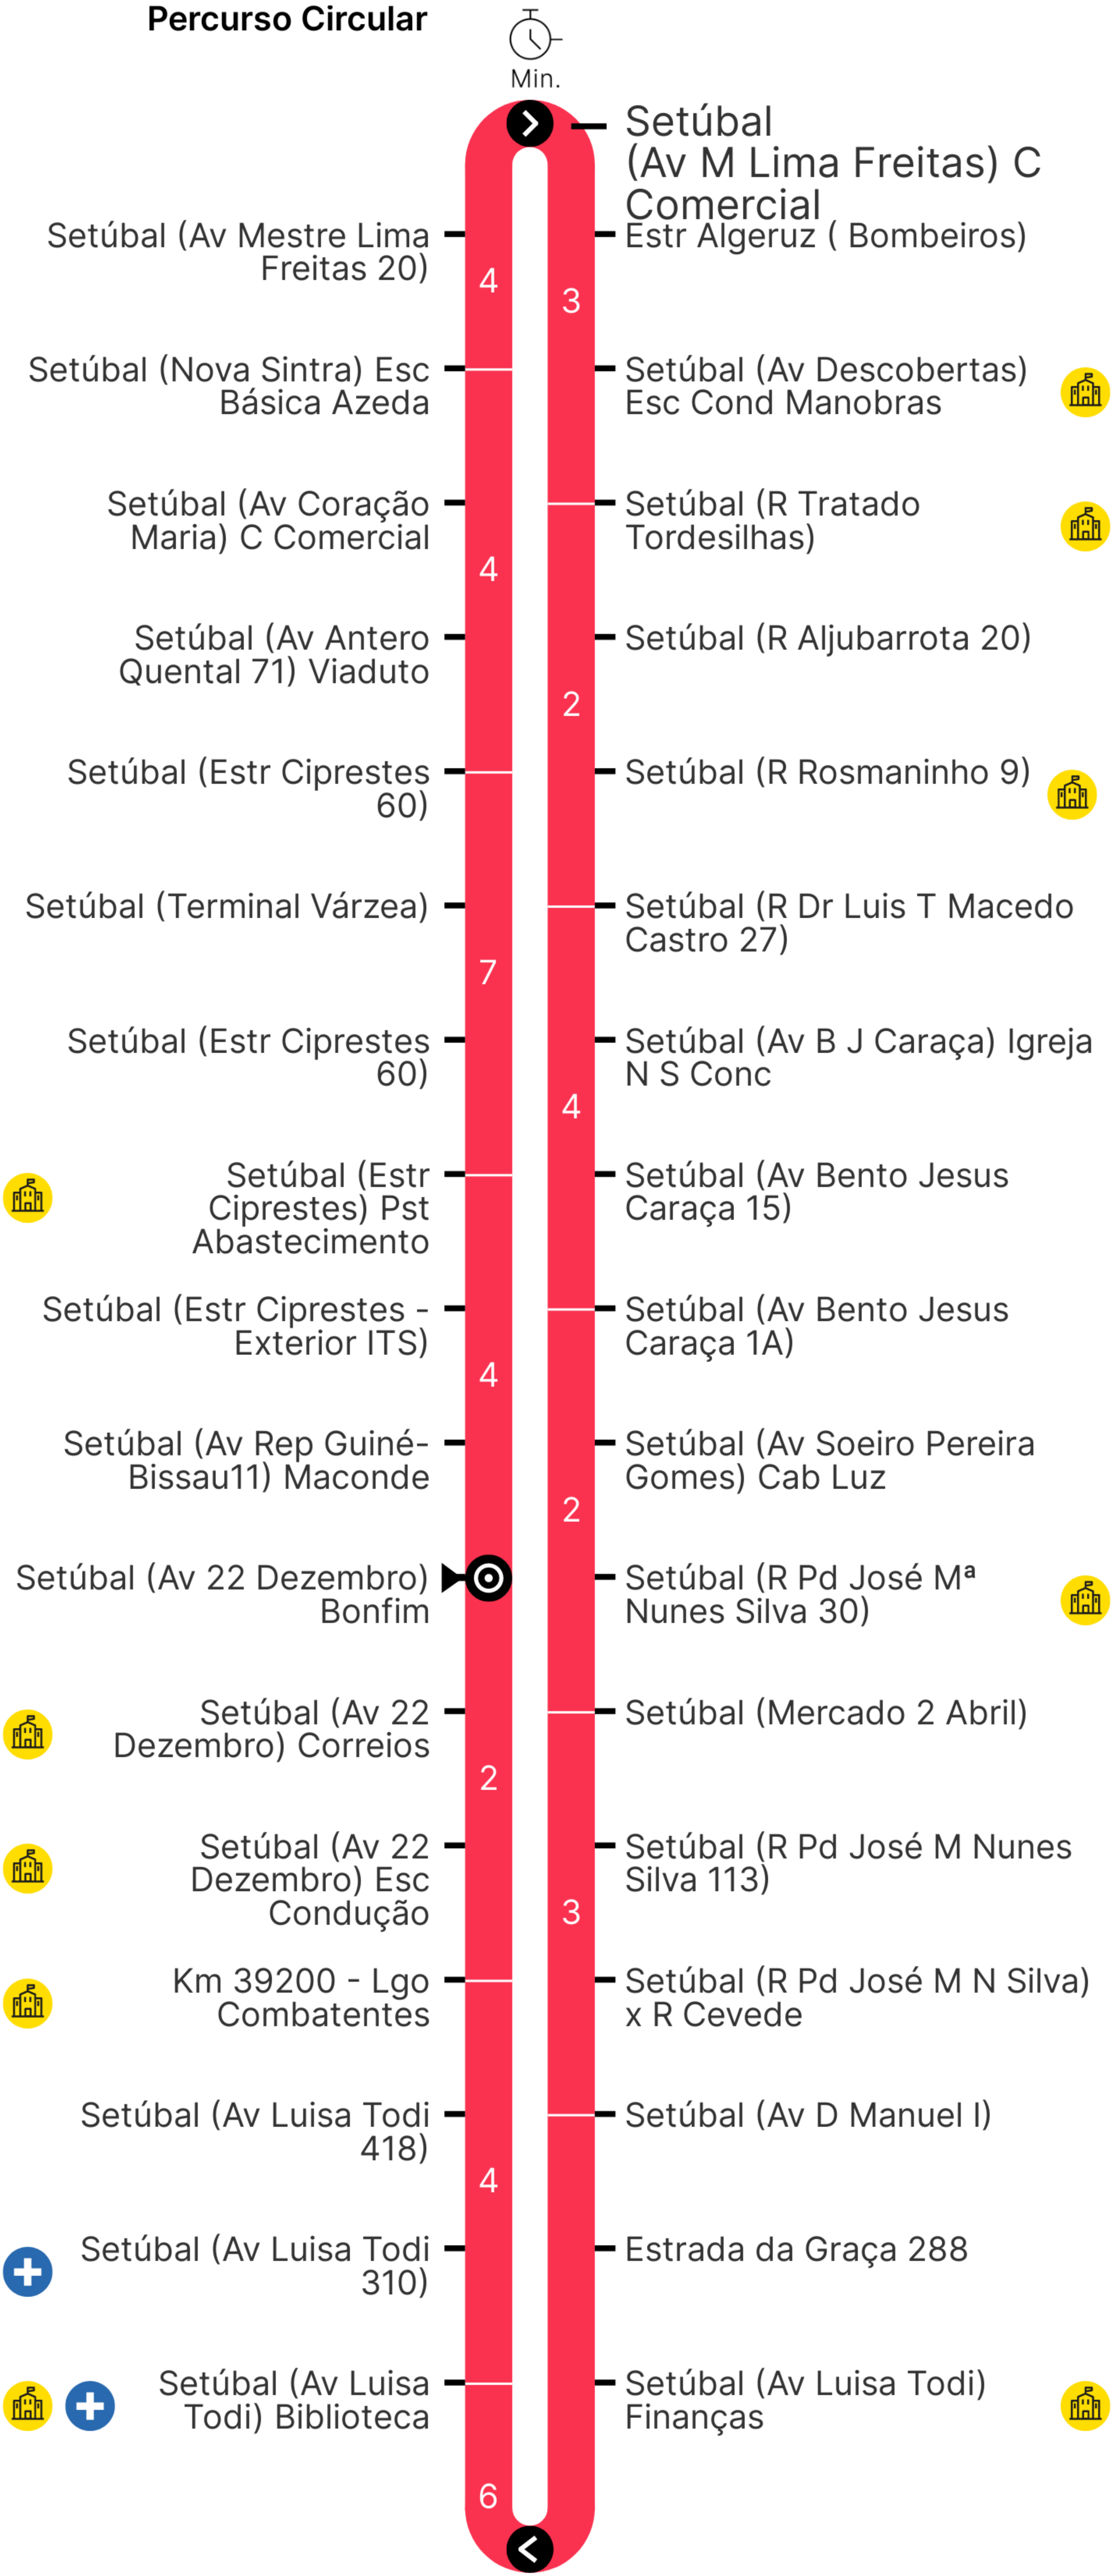 Percurso Circular
Min.
Setúbal
(Av M Lima Freitas) C
Comercial
Estr Algeruz ( Bombeiros)
3
Setúbal (Av Descobertas)
Esc Cond Manobras
Setúbal (R Tratado
Tordesilhas)
Setúbal (R Aljubarrota 20)
2
Setúbal (R Rosmaninho 9)
Setúbal (R Dr Luis T Macedo
Castro 27)
Setúbal (Av B J Caraça) Igreja
N S Conc
4
Setúbal (Av Bento Jesus
Caraça 15)
Setúbal (Av Bento Jesus
Caraça 1A)
Setúbal (Av Soeiro Pereira
Gomes) Cab Luz
2
Setúbal (R Pd José Mª
Nunes Silva 30)
Setúbal (Mercado 2 Abril)
Setúbal (R Pd José M Nunes
Silva 113)
3
Setúbal (R Pd José M N Silva)
x R Cevede
Setúbal (Av D Manuel I)
Estrada da Graça 288
Setúbal (Av Luisa Todi)
Finanças
Setúbal (Av Mestre Lima
Freitas 20)
4
Setúbal (Nova Sintra) Esc
Básica Azeda
Setúbal (Av Coração
Maria) C Comercial
4
Setúbal (Av Antero
Quental 71) Viaduto
Setúbal (Estr Ciprestes
60)
Setúbal (Terminal Várzea)
7
Setúbal (Estr Ciprestes
60)
Setúbal (Estr
Ciprestes) Pst
Abastecimento
Setúbal (Estr Ciprestes -
Exterior ITS)
4
Setúbal (Av Rep Guiné-
Bissau11) Maconde
Setúbal (Av 22 Dezembro)
Bonfim
Setúbal (Av 22
Dezembro) Correios
2
Setúbal (Av 22
Dezembro) Esc
Condução
Km 39200 - Lgo
Combatentes
Setúbal (Av Luisa Todi
418)
4
Setúbal (Av Luisa Todi
310)
Setúbal (Av Luisa
Todi) Biblioteca
6